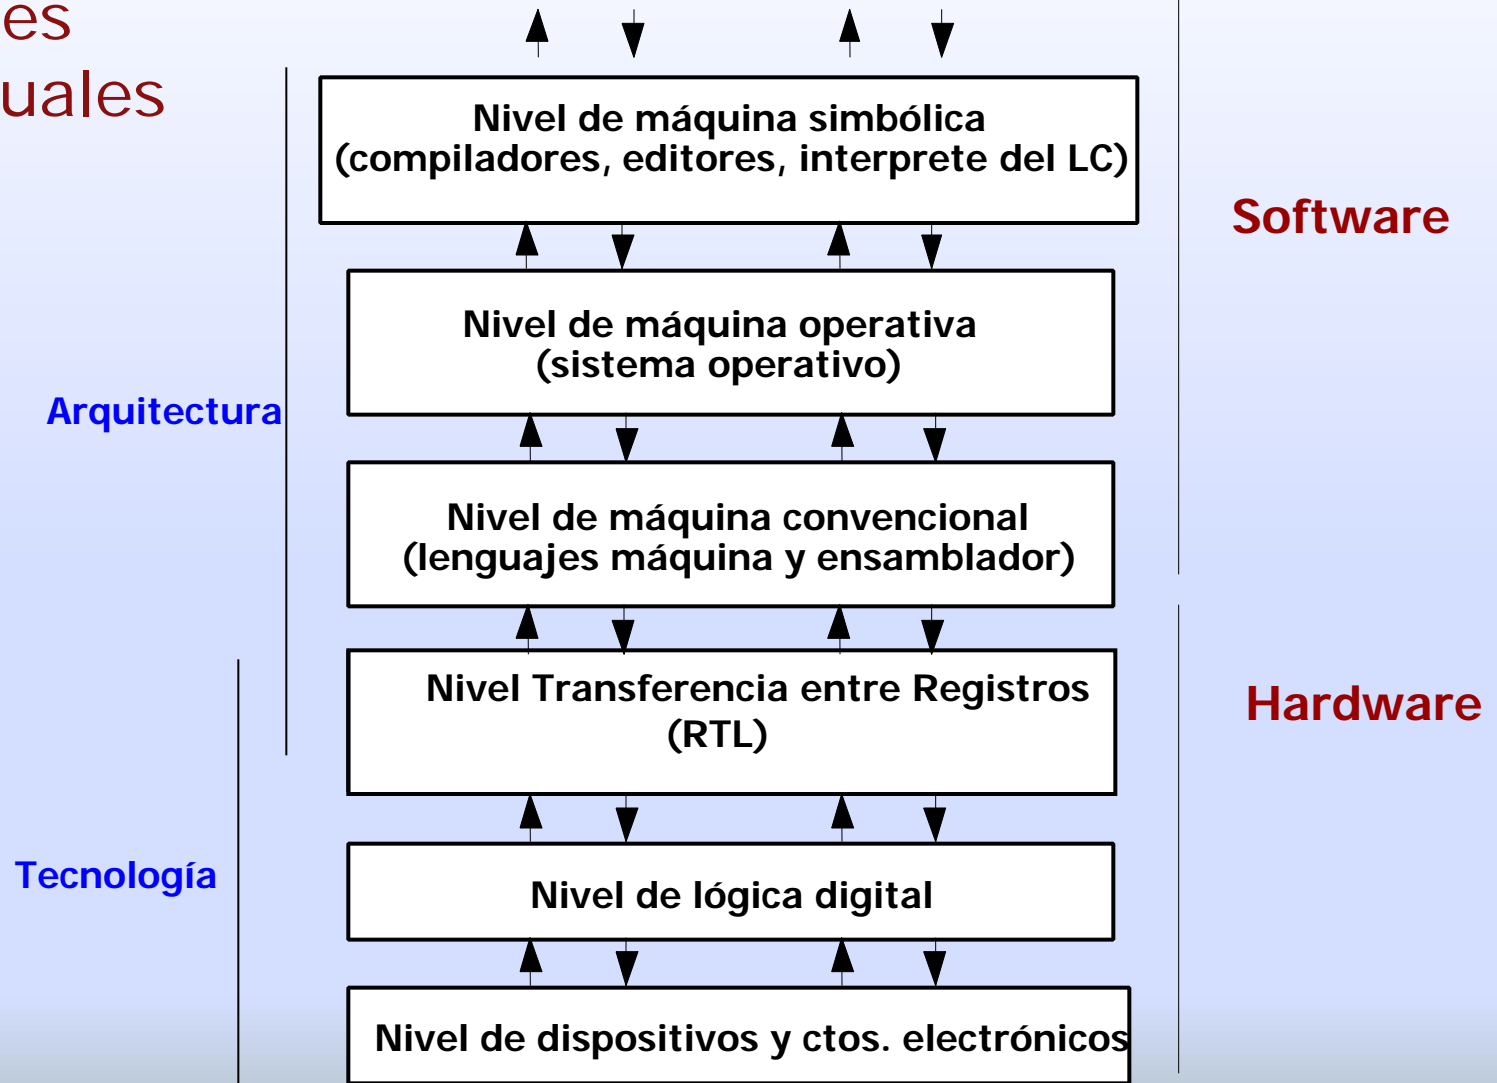 es
uales
Nivel de máquina simbólica
(compiladores, editores, interprete del LC)
Software
Nivel de máquina operativa
(sistema operativo)
Arquitectura
Nivel de máquina convencional
(lenguajes máquina y ensamblador)
Nivel Transferencia entre Registros
(RTL)
Hardware
Tecnología
Nivel de lógica digital
Nivel de dispositivos y ctos. electrónicos